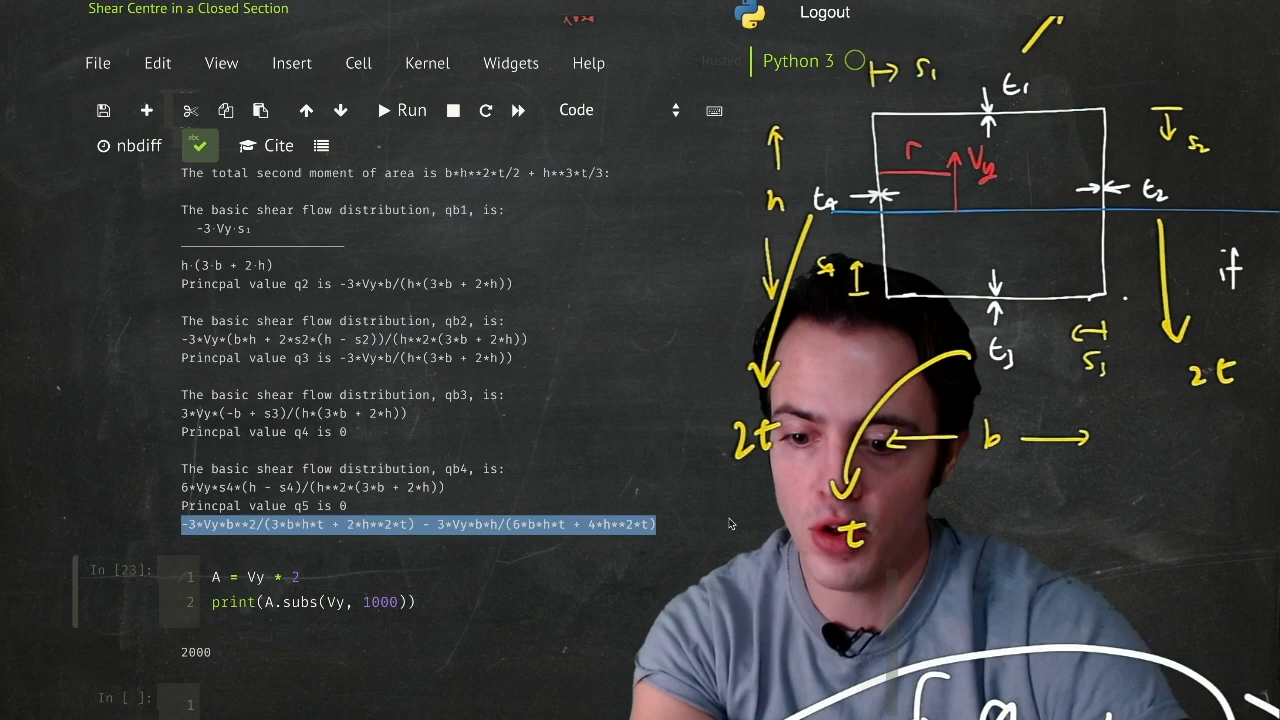 Shear Centre in a Closed Section
Logout
File Edit View Insert Cell Kernel Widgets Help
Trusted
Python 3
Run
Code
nbdiff
abc
Cite
The total second moment of area is b*h**2*t/2 + h**3*t/3:
The basic shear flow distribution, qb1, is:
-3⋅Vy⋅s₁
h⋅(3⋅b + 2⋅h)
Princpal value q2 is -3*Vy*b/(h*(3*b + 2*h))
The basic shear flow distribution, qb2, is:
-3*Vy*(b*h + 2*s2*(h - s2))/(h**2*(3*b + 2*h))
Princpal value q3 is -3*Vy*b/(h*(3*b + 2*h))
The basic shear flow distribution, qb3, is:
3*Vy*(-b + s3)/(h*(3*b + 2*h))
Princpal value q4 is 0
The basic shear flow distribution, qb4, is:
6*Vy*s4*(h - s4)/(h**2*(3*b + 2*h))
Princpal value q5 is 0
-3*Vy*b**2/(3*b*h*t + 2*h**2*t) - 3*Vy*b*h/(6*b*h*t + 4*h**2*t)
In [23]:
1 A = Vy * 2
2 print(A.subs(Vy, 1000))
2000
In [ ]:
1
s₁
t₁
s₂
r
Vy
h
t₄
t₂
s₄
if
t₃
s₃
2t
2t
b
t